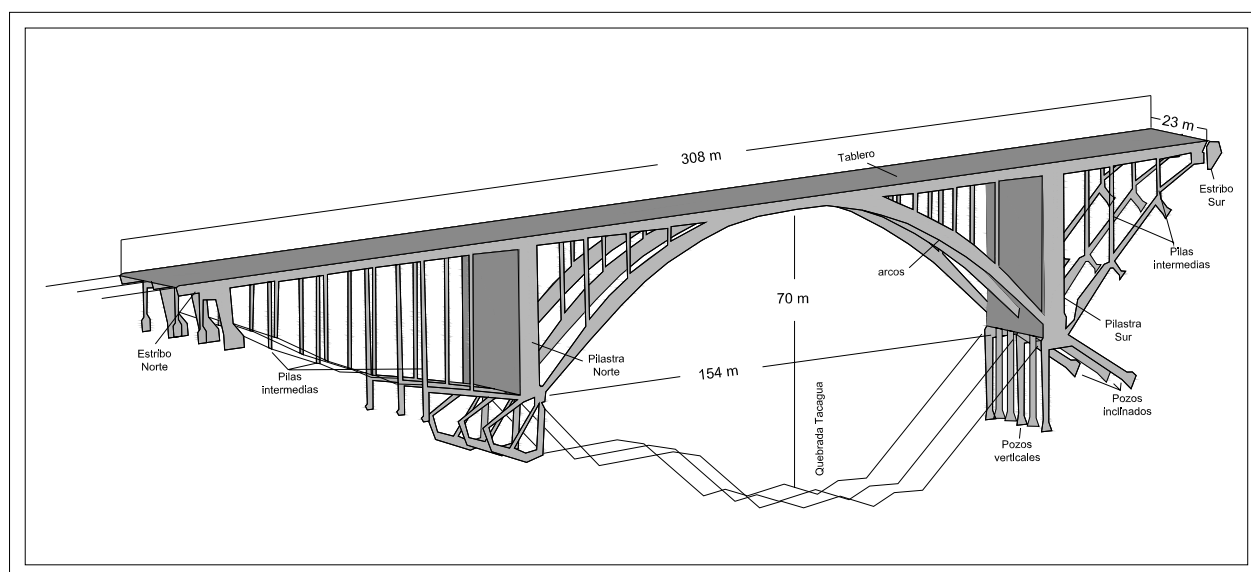 308 m
23 m
Tablero
Estribo
Sur
Pilas
intermedias
arcos
70 m
Pilastra
Sur
Estribo
Norte
Pilas
intermedias
Pilastra
Norte
154 m
Quebrada Tacagua
Pozos
inclinados
Pozos
verticales